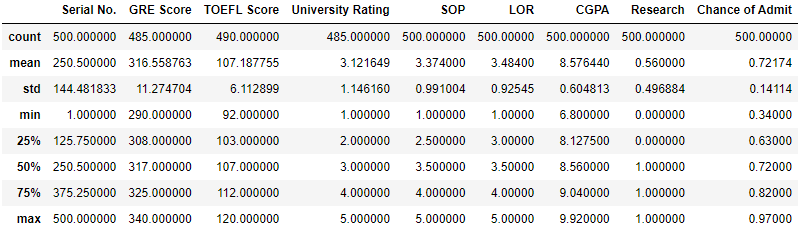 Serial No. GRE Score TOEFL Score University Rating SOP LOR CGPA Research Chance of Admit
count 500.000000 485.000000 490.000000 485.000000 500.000000 500.00000 500.000000 500.000000 500.00000
mean 250.500000 316.558763 107.187755 3.121649 3.374000 3.48400 8.576440 0.560000 0.72174
std 144.481833 11.274704 6.112899 1.146160 0.991004 0.92545 0.604813 0.496884 0.14114
min 1.000000 290.000000 92.000000 1.000000 1.000000 1.00000 6.800000 0.000000 0.34000
25% 125.750000 308.000000 103.000000 2.000000 2.500000 3.00000 8.127500 0.000000 0.63000
50% 250.500000 317.000000 107.000000 3.000000 3.500000 3.50000 8.560000 1.000000 0.72000
75% 375.250000 325.000000 112.000000 4.000000 4.000000 4.00000 9.040000 1.000000 0.82000
max 500.000000 340.000000 120.000000 5.000000 5.000000 5.00000 9.920000 1.000000 0.97000